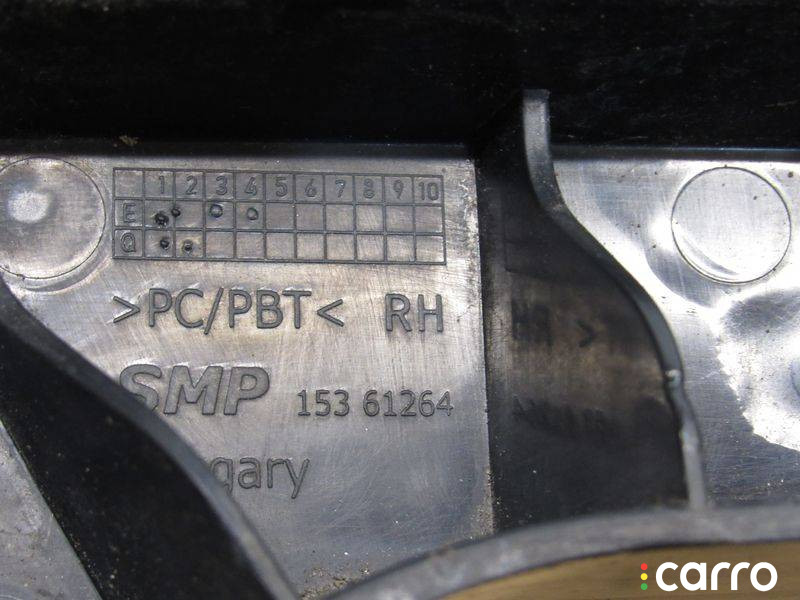 1 2 3 4 5 6 7 8 9 10
E
Q
>PC/PBT< RH
SMP 153 61264
gary
carro